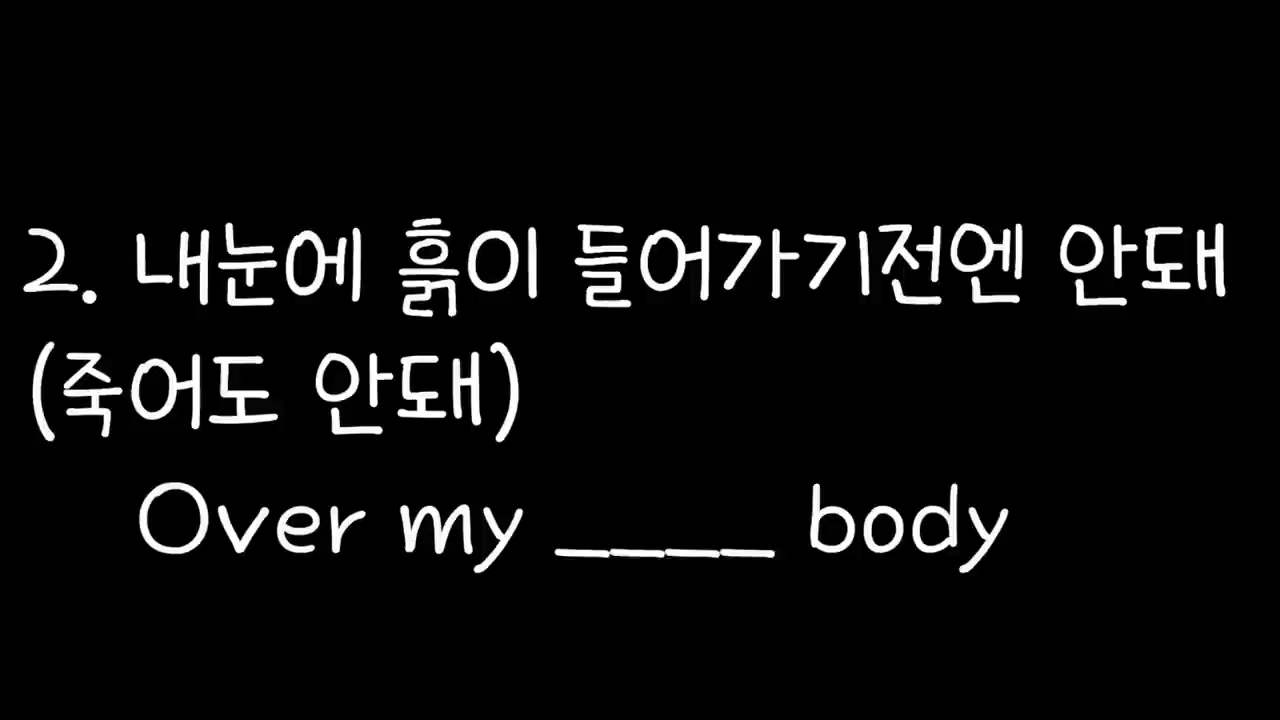 2. 내눈에 흙이 들어가기전엔 안돼
(죽어도 안돼)
Over my ____ body